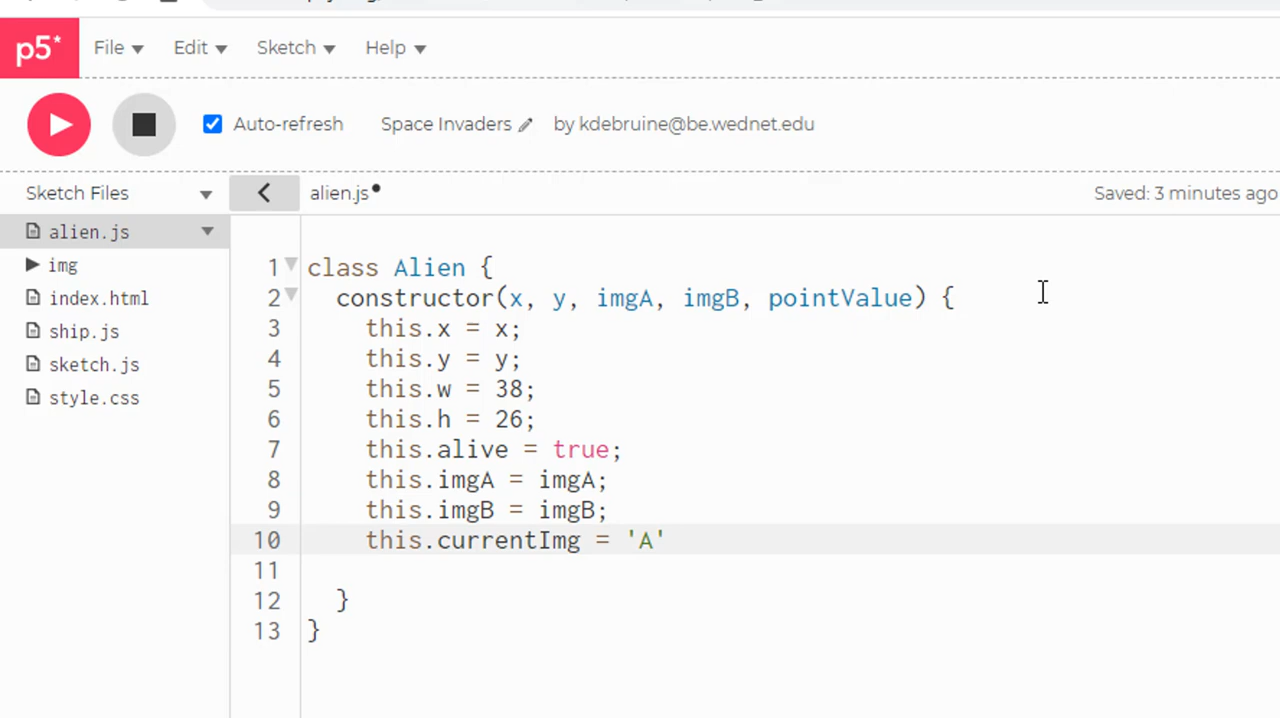 p5* File Edit Sketch Help
Auto-refresh Space Invaders by kdebruine@be.wednet.edu
Sketch Files alien.js Saved: 3 minutes ago
alien.js
img
index.html
ship.js
sketch.js
style.css
1 class Alien {
2 constructor(x, y, imgA, imgB, pointValue) {
3 this.x = x;
4 this.y = y;
5 this.w = 38;
6 this.h = 26;
7 this.alive = true;
8 this.imgA = imgA;
9 this.imgB = imgB;
10 this.currentImg = 'A'
11
12 }
13 }